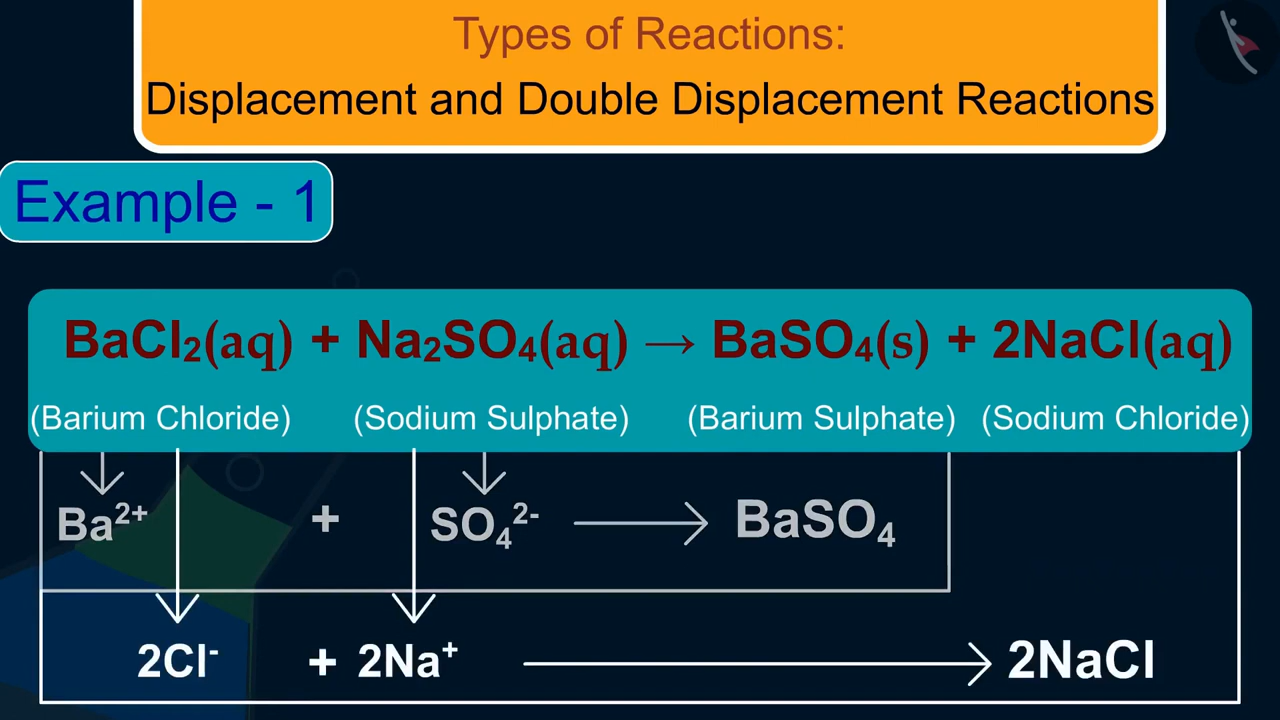 Types of Reactions:
Displacement and Double Displacement Reactions
Example - 1
BaCl₂(aq) + Na₂SO₄(aq) → BaSO₄(s) + 2NaCl(aq)
(Barium Chloride) (Sodium Sulphate) (Barium Sulphate) (Sodium Chloride)
Ba²⁺ + SO₄²⁻ → BaSO₄
2Cl⁻ + 2Na⁺ → 2NaCl